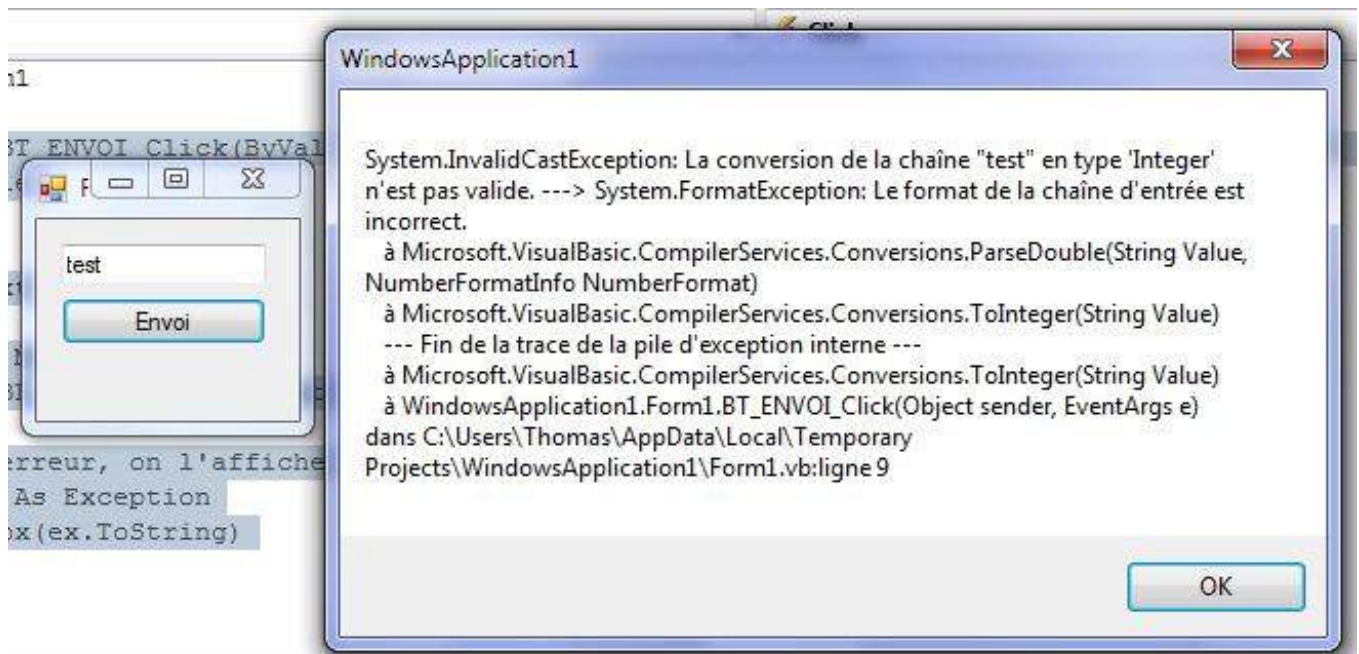 Click
WindowsApplication1
n1
BT_ENVOI_Click(ByVal
System.InvalidCastException: La conversion de la chaîne "test" en type 'Integer'
n'est pas valide. ---> System.FormatException: Le format de la chaîne d'entrée est
incorrect.
à Microsoft.VisualBasic.CompilerServices.Conversions.ParseDouble(String Value,
NumberFormatInfo NumberFormat)
à Microsoft.VisualBasic.CompilerServices.Conversions.ToInteger(String Value)
--- Fin de la trace de la pile d'exception interne ---
à Microsoft.VisualBasic.CompilerServices.Conversions.ToInteger(String Value)
à WindowsApplication1.Form1.BT_ENVOI_Click(Object sender, EventArgs e)
dans C:\Users\Thomas\AppData\Local\Temporary
Projects\WindowsApplication1\Form1.vb:ligne 9
OK
F
test
Envoi
erreur, on l'affiche
As Exception
ox(ex.ToString)